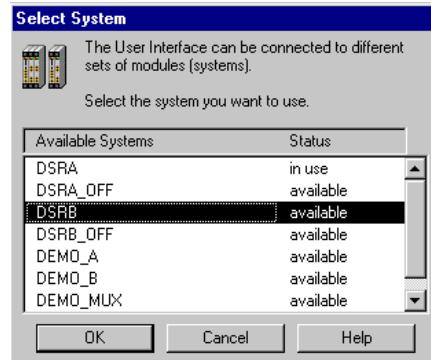 Select System
The User Interface can be connected to different
sets of modules (systems).
Select the system you want to use.
Available Systems Status
DSRA in use
DSRA_OFF available
DSRB available
DSRB_OFF available
DEMO_A available
DEMO_B available
DEMO_MUX available
OK Cancel Help